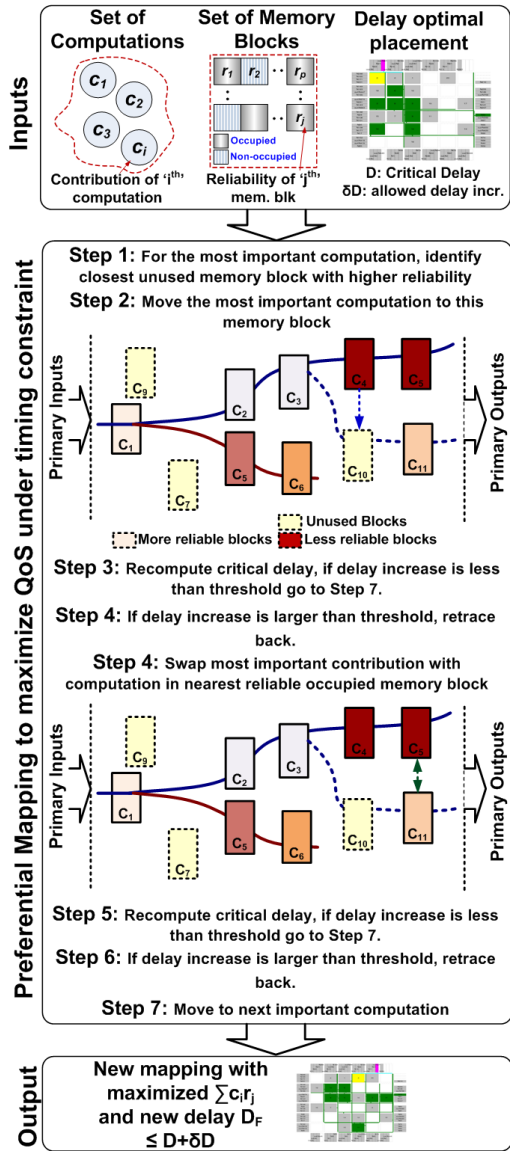 Inputs
Set of
Computations
c1
c2
c3
ci
Contribution of 'ith'
computation
Set of Memory
Blocks
r1 r2 ·· rp
rj
Occupied
Non-occupied
Reliability of 'jth'
mem. blk
Delay optimal
placement
D: Critical Delay
δD: allowed delay incr.
Preferential Mapping to maximize QoS under timing constraint
Step 1: For the most important computation, identify
closest unused memory block with higher reliability
Step 2: Move the most important computation to this
memory block
Primary Inputs
C9
C1
C7
C2
C5
C3
C6
C4
C10
C5
C11
Primary Outputs
Unused Blocks
More reliable blocks
Less reliable blocks
Step 3: Recompute critical delay, if delay increase is less
than threshold go to Step 7.
Step 4: If delay increase is larger than threshold, retrace
back.
Step 4: Swap most important contribution with
computation in nearest reliable occupied memory block
Primary Inputs
C9
C1
C7
C2
C5
C3
C6
C4
C10
C5
C11
Primary Outputs
Step 5: Recompute critical delay, if delay increase is less
than threshold go to Step 7.
Step 6: If delay increase is larger than threshold, retrace
back.
Step 7: Move to next important computation
Output
New mapping with
maximized ∑cirj
and new delay DF
≤ D+δD